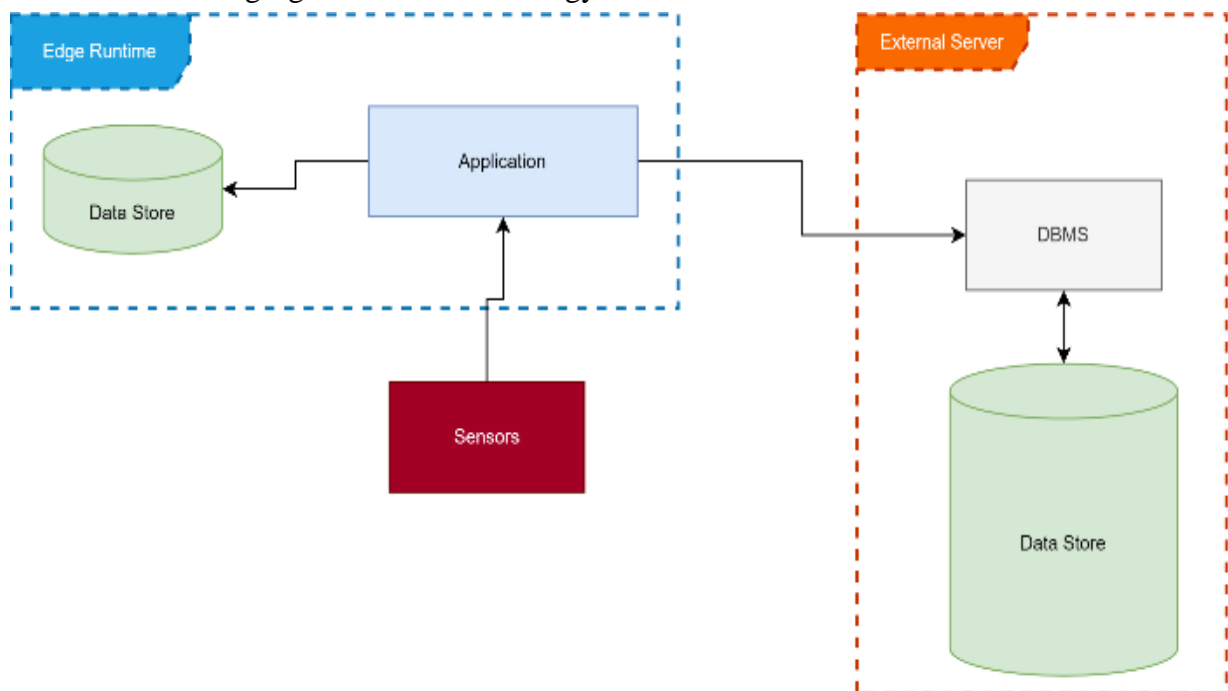 Edge Runtime
External Server
Application
Data Store
DBMS
Sensors
Data Store